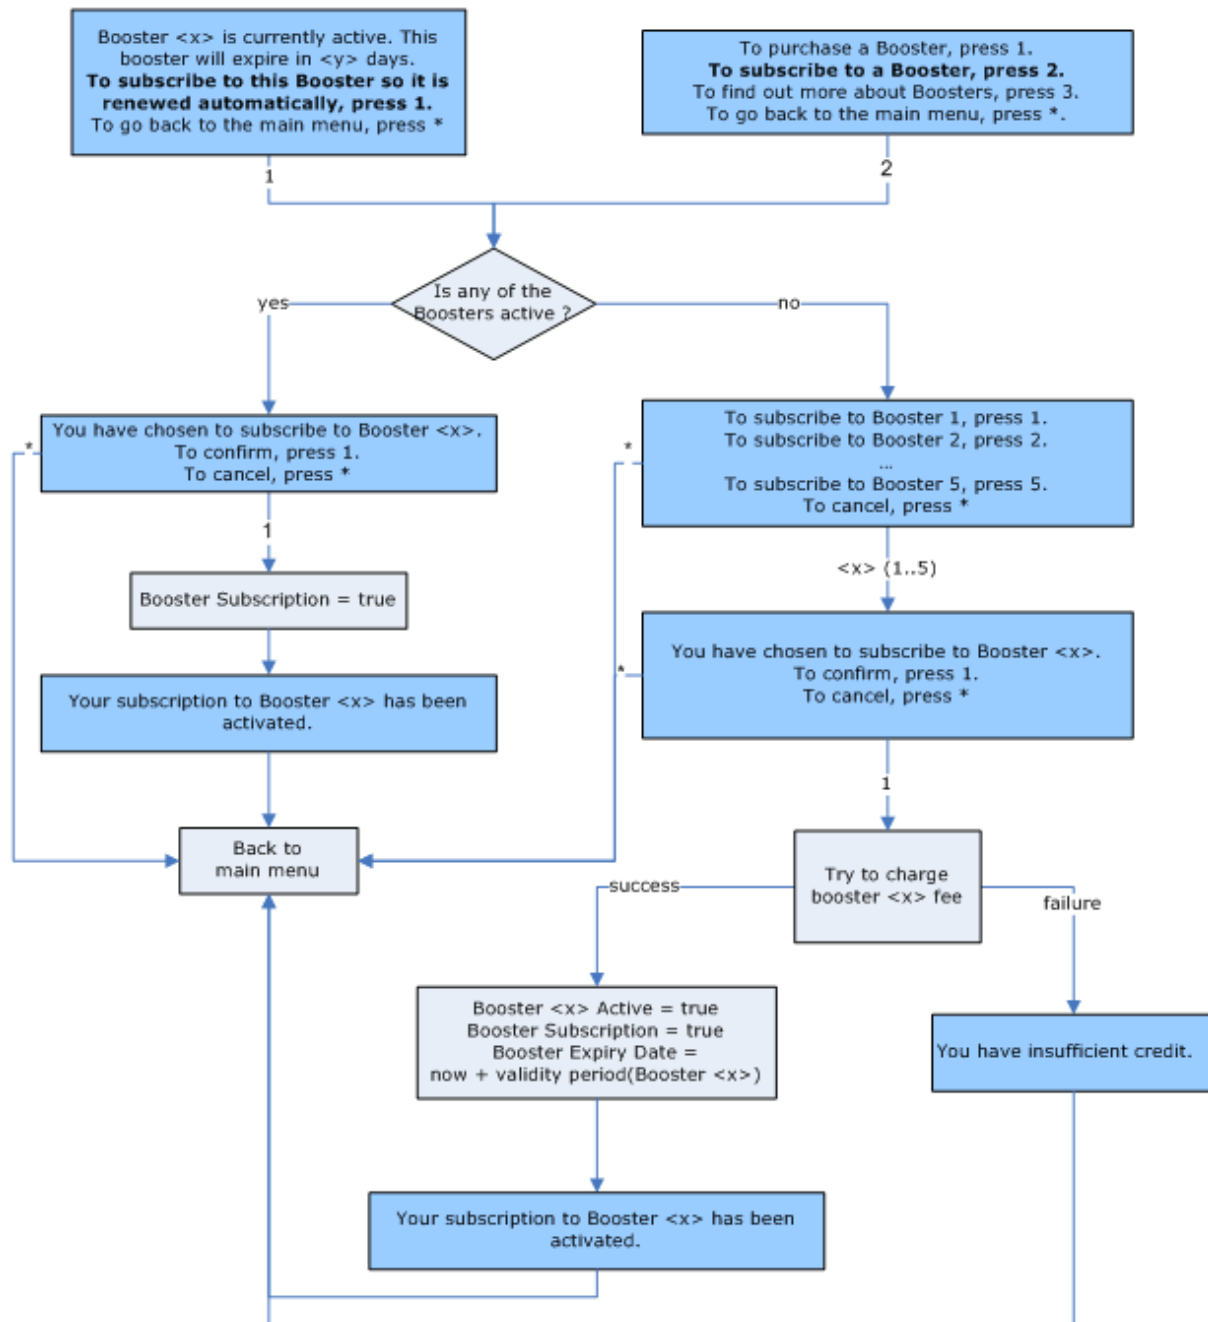 Booster <x> is currently active. This
booster will expire in <y> days.
To subscribe to this Booster so it is
renewed automatically, press 1.
To go back to the main menu, press *
To purchase a Booster, press 1.
To subscribe to a Booster, press 2.
To find out more about Boosters, press 3.
To go back to the main menu, press *.
1
2
Is any of the
Boosters active ?
yes
no
You have chosen to subscribe to Booster <x>.
To confirm, press 1.
To cancel, press *
*
To subscribe to Booster 1, press 1.
To subscribe to Booster 2, press 2.
...
To subscribe to Booster 5, press 5.
To cancel, press *
*
1
<x> (1..5)
Booster Subscription = true
You have chosen to subscribe to Booster <x>.
To confirm, press 1.
To cancel, press *
*
Your subscription to Booster <x> has been
activated.
1
Back to
main menu
Try to charge
booster <x> fee
success
failure
Booster <x> Active = true
Booster Subscription = true
Booster Expiry Date =
now + validity period(Booster <x>)
You have insufficient credit.
Your subscription to Booster <x> has been
activated.